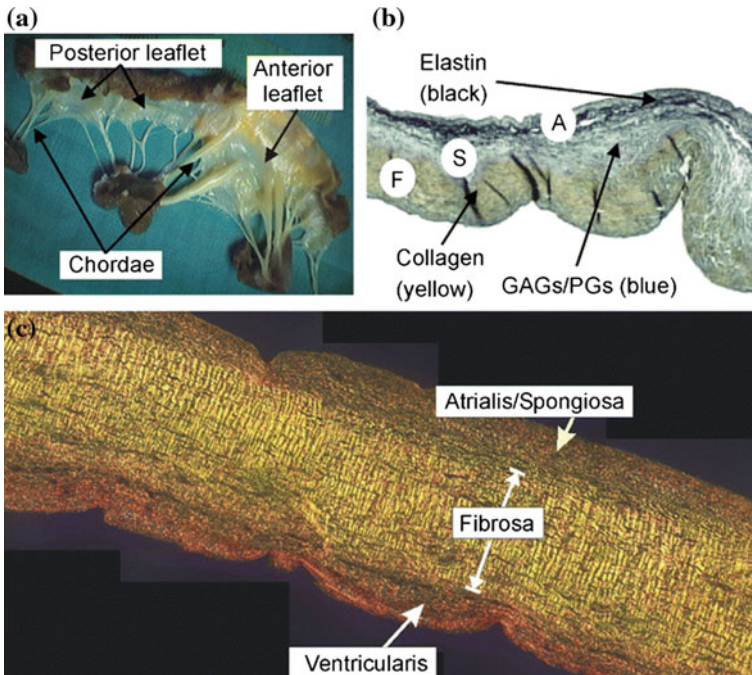 (a)
Posterior leaflet
Anterior
leaflet
Chordae
(b)
Elastin
(black)
A
S
F
Collagen
(yellow)
GAGs/PGs (blue)
(c)
Atrialis/Spongiosa
Fibrosa
Ventricularis